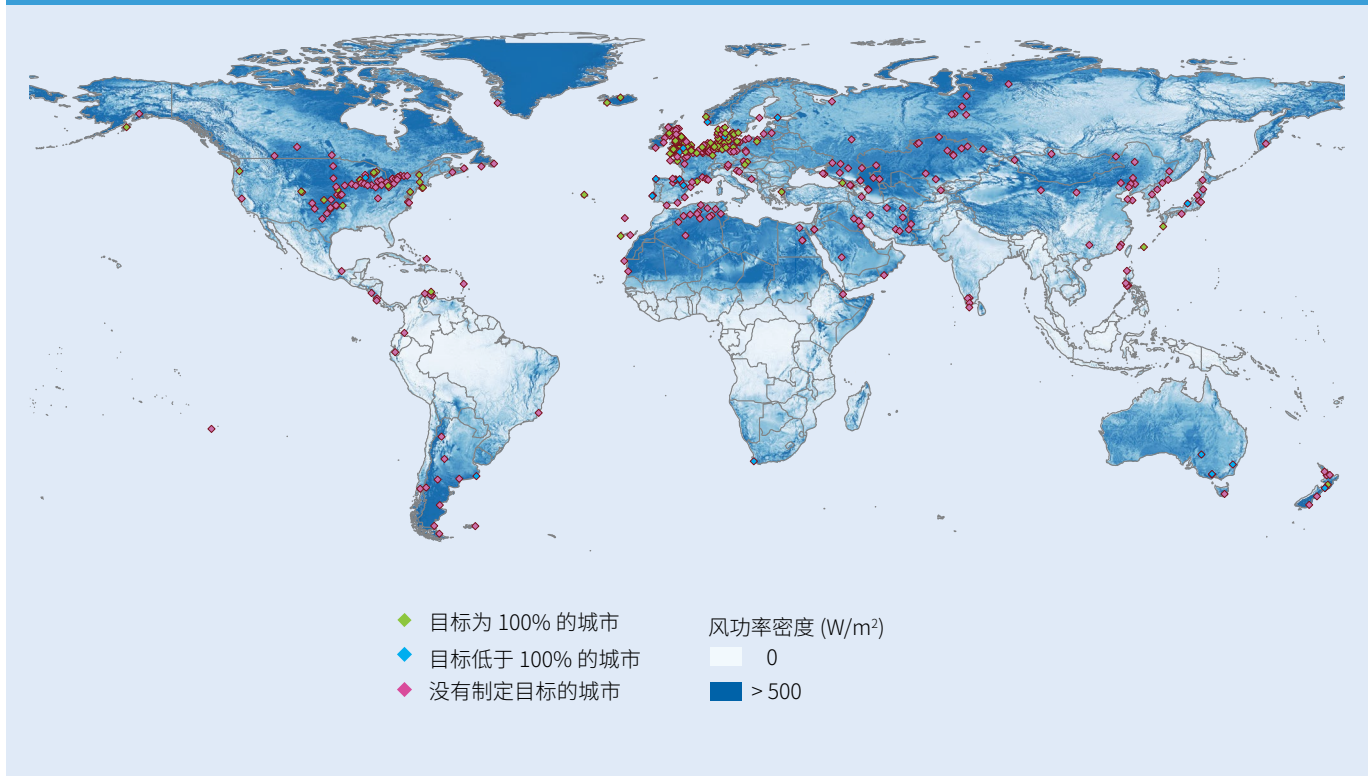 目标为 100% 的城市
目标低于 100% 的城市
没有制定目标的城市
风功率密度 (W/m²)
0
> 500